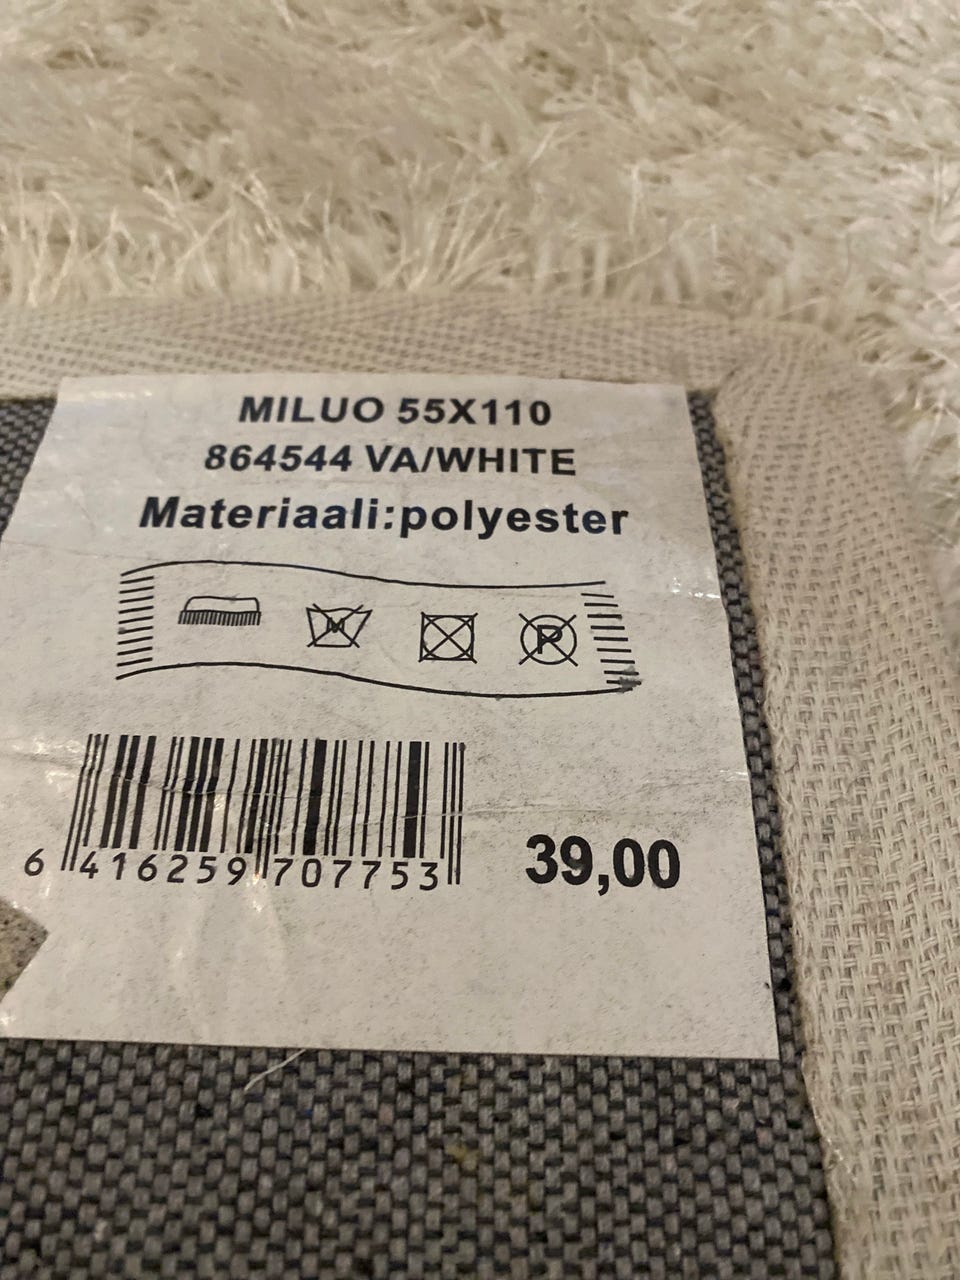 MILUO 55X110
864544 VA/WHITE
Materiaali:polyester
M P
6 416259 707753
39,00